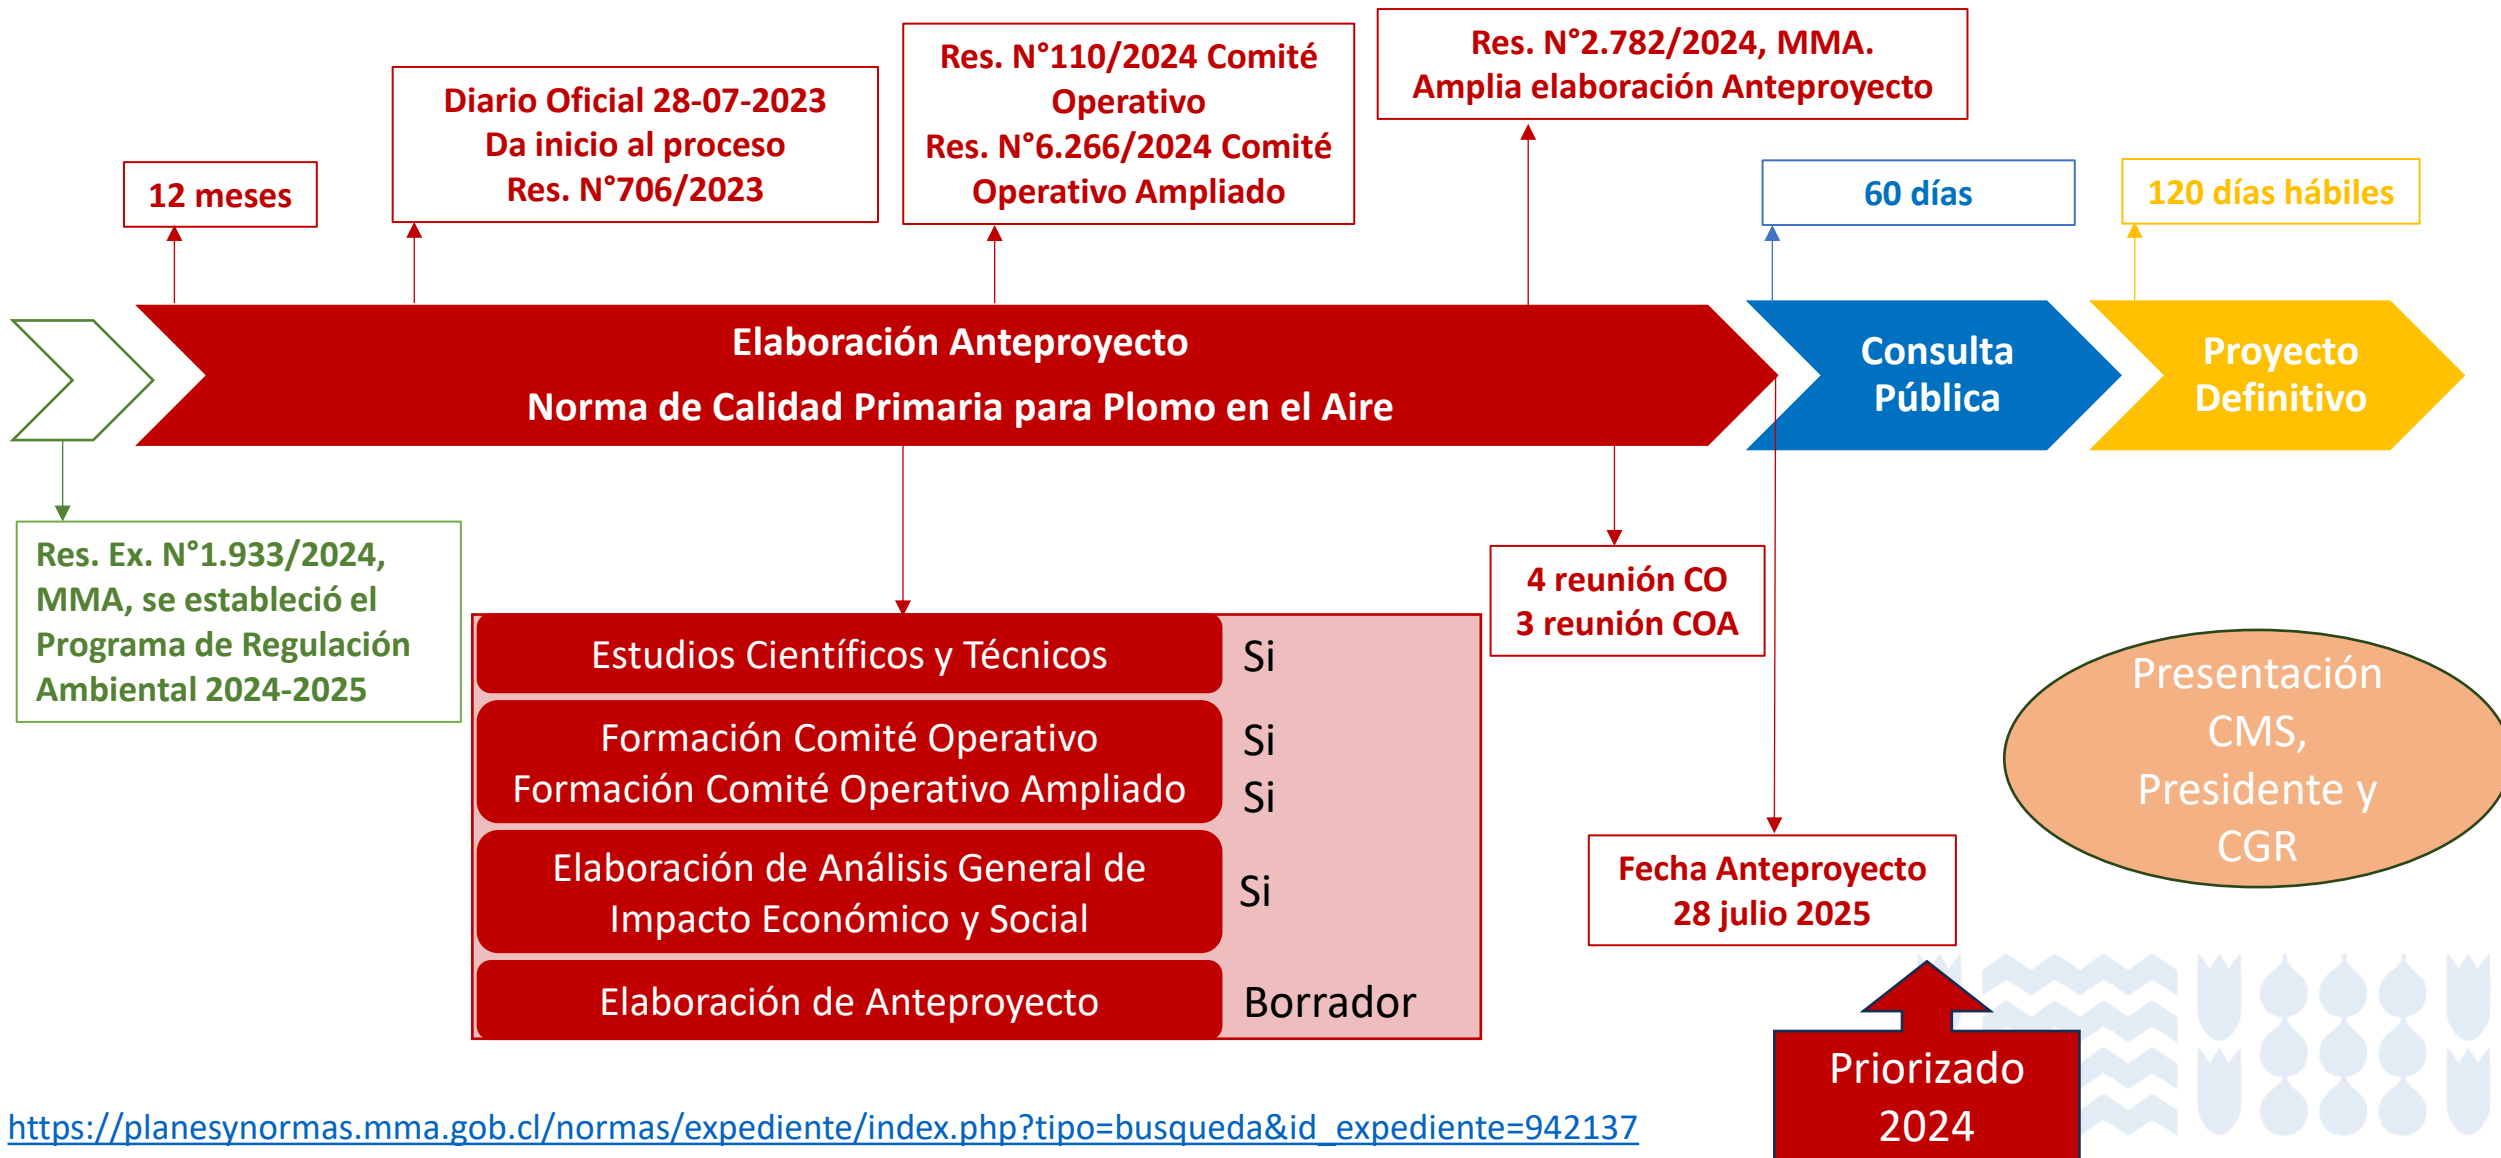 12 meses
Diario Oficial 28-07-2023
Da inicio al proceso
Res. N°706/2023
Res. N°110/2024 Comité
Operativo
Res. N°6.266/2024 Comité
Operativo Ampliado
Res. N°2.782/2024, MMA.
Amplia elaboración Anteproyecto
60 días
120 días hábiles
Elaboración Anteproyecto
Norma de Calidad Primaria para Plomo en el Aire
Consulta
Pública
Proyecto
Definitivo
Res. Ex. N°1.933/2024,
MMA, se estableció el
Programa de Regulación
Ambiental 2024-2025
Estudios Científicos y Técnicos Si
Formación Comité Operativo Si
Formación Comité Operativo Ampliado Si
Elaboración de Análisis General de
Impacto Económico y Social
Si
Elaboración de Anteproyecto Borrador
4 reunión CO
3 reunión COA
Fecha Anteproyecto
28 julio 2025
Presentación
CMS,
Presidente y
CGR
Priorizado
2024
https://planesynormas.mma.gob.cl/normas/expediente/index.php?tipo=busqueda&id_expediente=942137